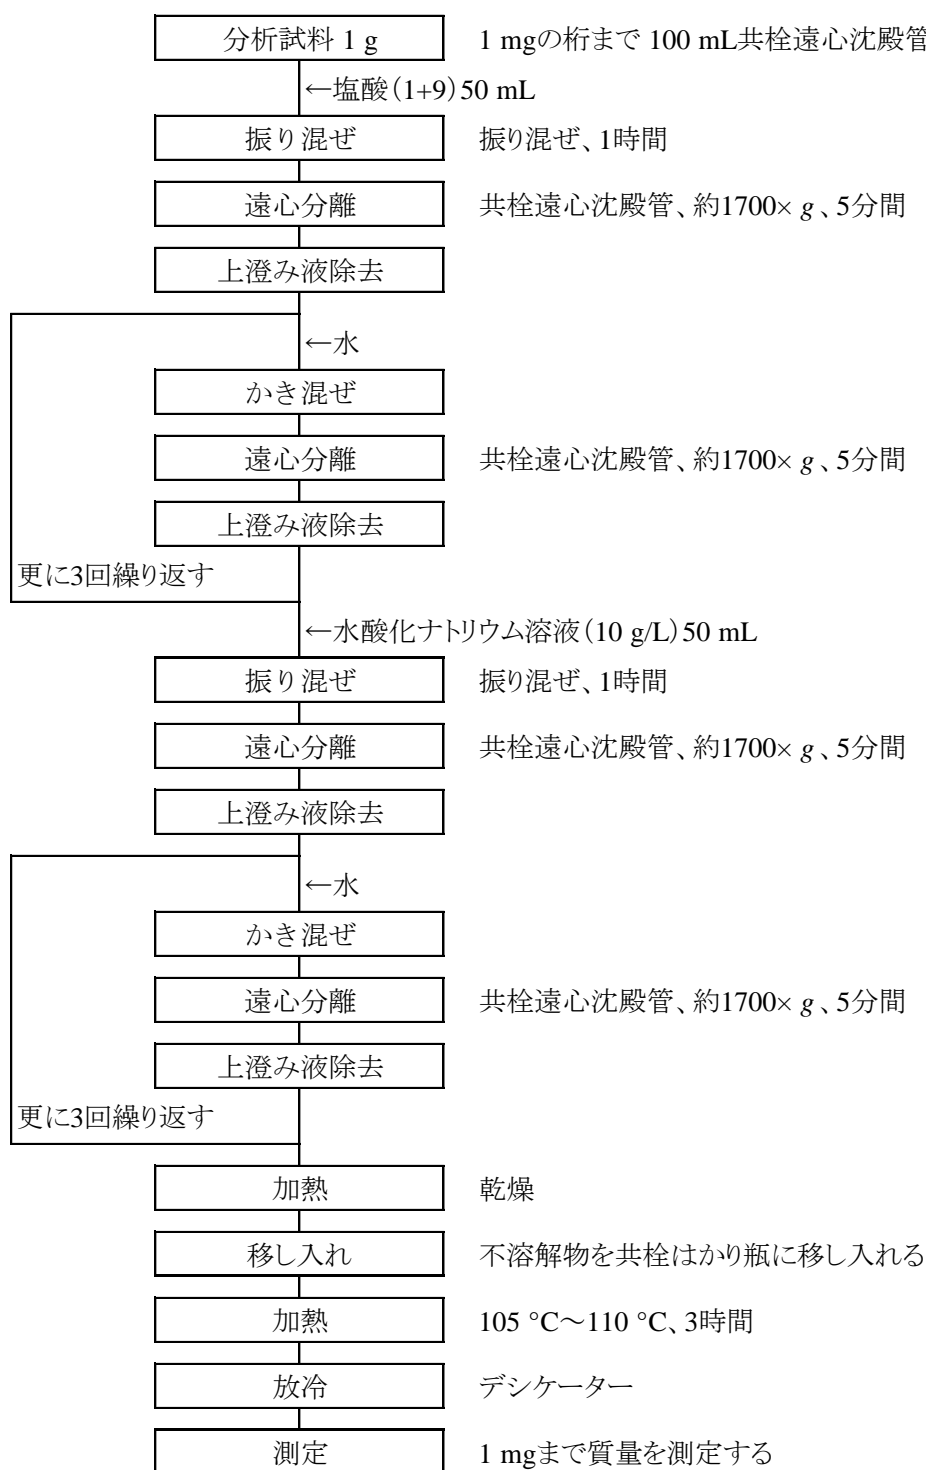 分析試料 1 g 1 mgの桁まで 100 mL共栓遠心沈殿管
←塩酸(1+9)50 mL
振り混ぜ 振り混ぜ、1時間
遠心分離 共栓遠心沈殿管、約1700× g 、5分間
上澄み液除去
←水
かき混ぜ
遠心分離 共栓遠心沈殿管、約1700× g 、5分間
上澄み液除去
更に3回繰り返す
←水酸化ナトリウム溶液(10 g/L)50 mL
振り混ぜ 振り混ぜ、1時間
遠心分離 共栓遠心沈殿管、約1700× g 、5分間
上澄み液除去
←水
かき混ぜ
遠心分離 共栓遠心沈殿管、約1700× g 、5分間
上澄み液除去
更に3回繰り返す
加熱 乾燥
移し入れ 不溶解物を共栓はかり瓶に移し入れる
加熱 105 °C～110 °C、3時間
放冷 デシケーター
測定 1 mgまで質量を測定する